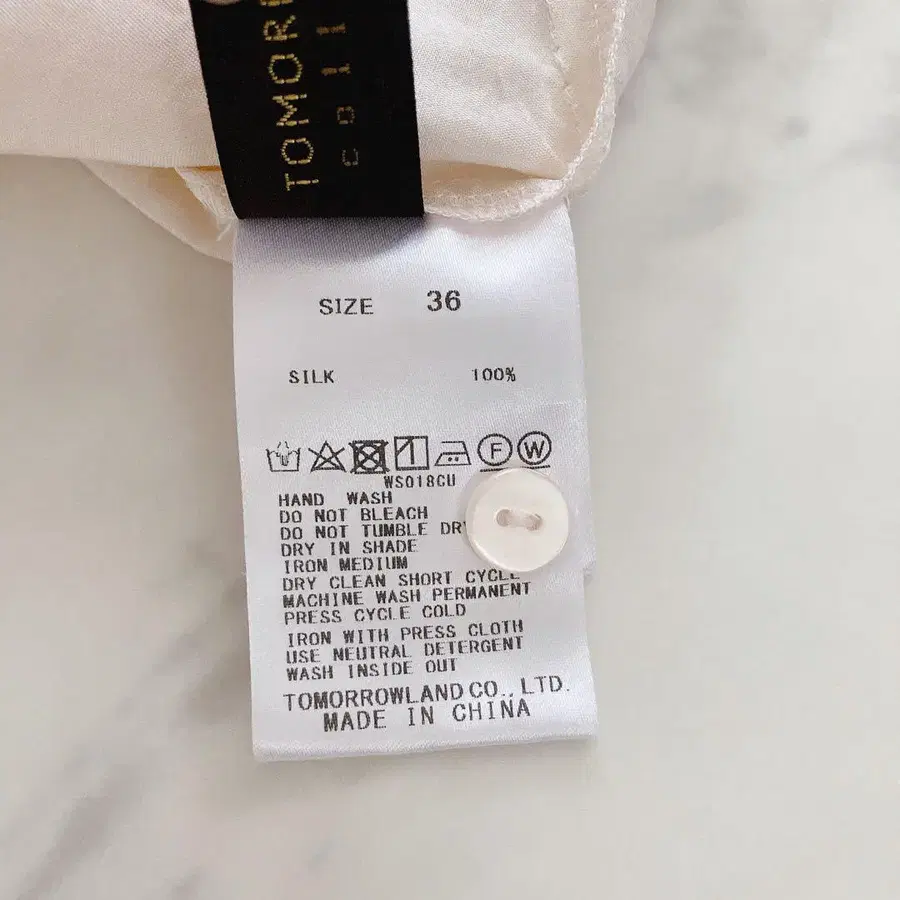 TOMOR
coll
SIZE 36
SILK 100%
F W
WS018CU
HAND WASH
DO NOT BLEACH
DO NOT TUMBLE DR
DRY IN SHADE
IRON MEDIUM
DRY CLEAN SHORT CYCLE
MACHINE WASH PERMANENT
PRESS CYCLE COLD
IRON WITH PRESS CLOTH
USE NEUTRAL DETERGENT
WASH INSIDE OUT
TOMORROWLAND CO., LTD.
MADE IN CHINA